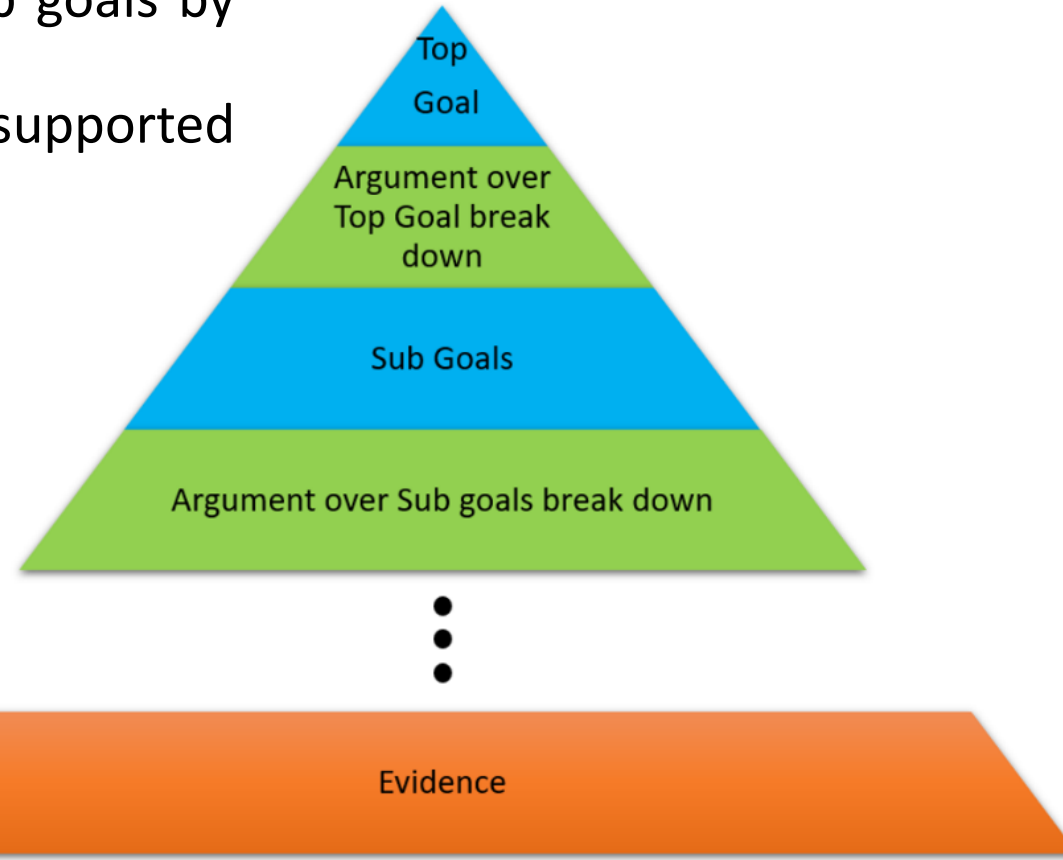 goals by
supported
Top
Goal
Argument over
Top Goal break
down
Sub Goals
Argument over Sub goals break down
Evidence